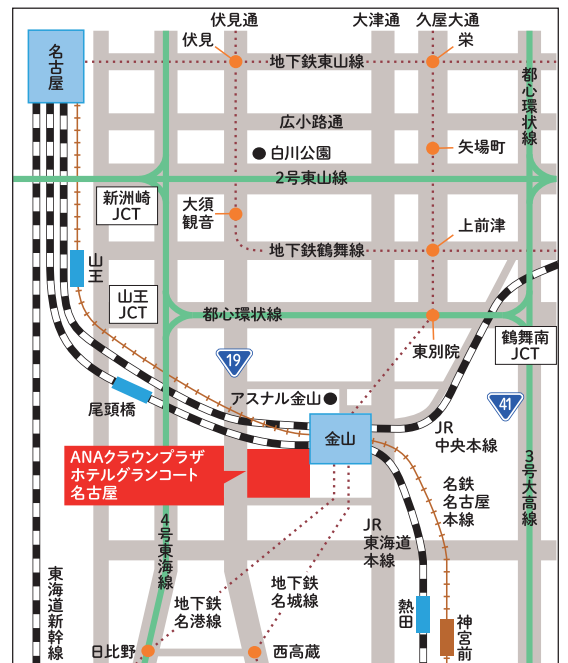 伏見通
大津通
久屋大通
伏見
栄
名古屋
地下鉄東山線
都心環状線
広小路通
白川公園
矢場町
2号東山線
新洲崎
JCT
大須
観音
上前津
地下鉄鶴舞線
山王
山王
JCT
都心環状線
東別院
鶴舞南
JCT
19
アスナル金山
41
尾頭橋
金山
JR
中央本線
ANAクラウンプラザ
ホテルグランコート
名古屋
3号大高線
名鉄
名古屋
本線
4号東海線
JR
東海道
本線
東海道新幹線
地下鉄
名港線
地下鉄
名城線
熱田
神宮前
日比野
西高蔵